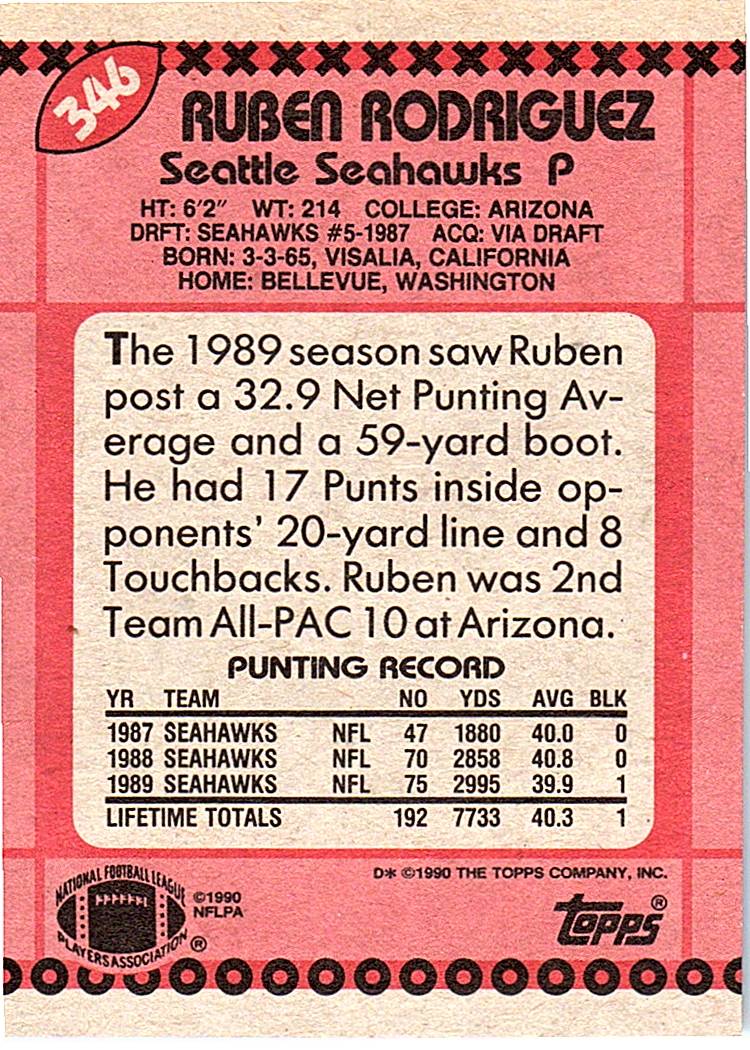 346
RUBEN RODRIGUEZ
Seattle Seahawks P
HT: 6'2" WT: 214 COLLEGE: ARIZONA
DRFT: SEAHAWKS #5-1987 ACQ: VIA DRAFT
BORN: 3-3-65, VISALIA, CALIFORNIA
HOME: BELLEVUE, WASHINGTON
The 1989 season saw Ruben
post a 32.9 Net Punting Av-
erage and a 59-yard boot.
He had 17 Punts inside op-
ponents' 20-yard line and 8
Touchbacks. Ruben was 2nd
Team All-PAC 10 at Arizona.
PUNTING RECORD
YR TEAM NO YDS AVG BLK
1987 SEAHAWKS NFL 47 1880 40.0 0
1988 SEAHAWKS NFL 70 2858 40.8 0
1989 SEAHAWKS NFL 75 2995 39.9 1
LIFETIME TOTALS 192 7733 40.3 1
D* ©1990 THE TOPPS COMPANY, INC.
NATIONAL FOOTBALL LEAGUE
PLAYERS ASSOCIATION ®
©1990
NFLPA
topps ®